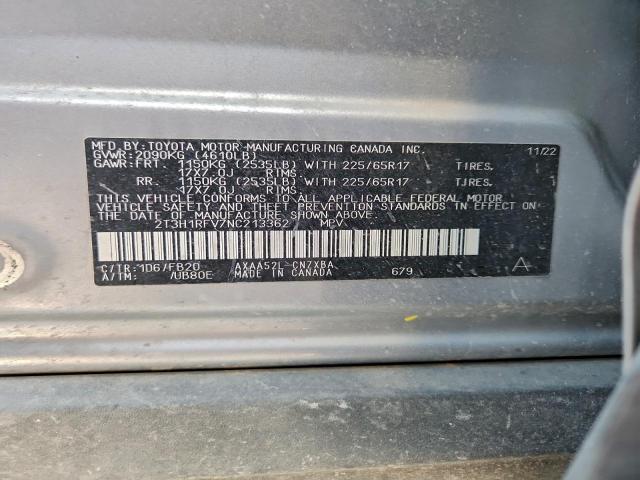 MFD. BY: TOYOTA MOTOR MANUFACTURING CANADA INC. 11/22
GVWR: 2090KG (4610LB)
GAWR: FRT. 1150KG (2535LB) WITH 225/65R17 TIRES.
17X7.0J RIMS.
RR. 1150KG (2535LB) WITH 225/65R17 TIRES.
17X7.0J RIMS.
THIS VEHICLE CONFORMS TO ALL APPLICABLE FEDERAL MOTOR
VEHICLE SAFETY AND THEFT PREVENTION STANDARDS IN
EFFECT ON THE DATE OF MANUFACTURE SHOWN ABOVE.
2T3H1RFV7NC213362 MPV
C/TR: 1D6/FB20 AXAA52L-CNZXBA
A/TM: /UB80E MADE IN CANADA 679 A